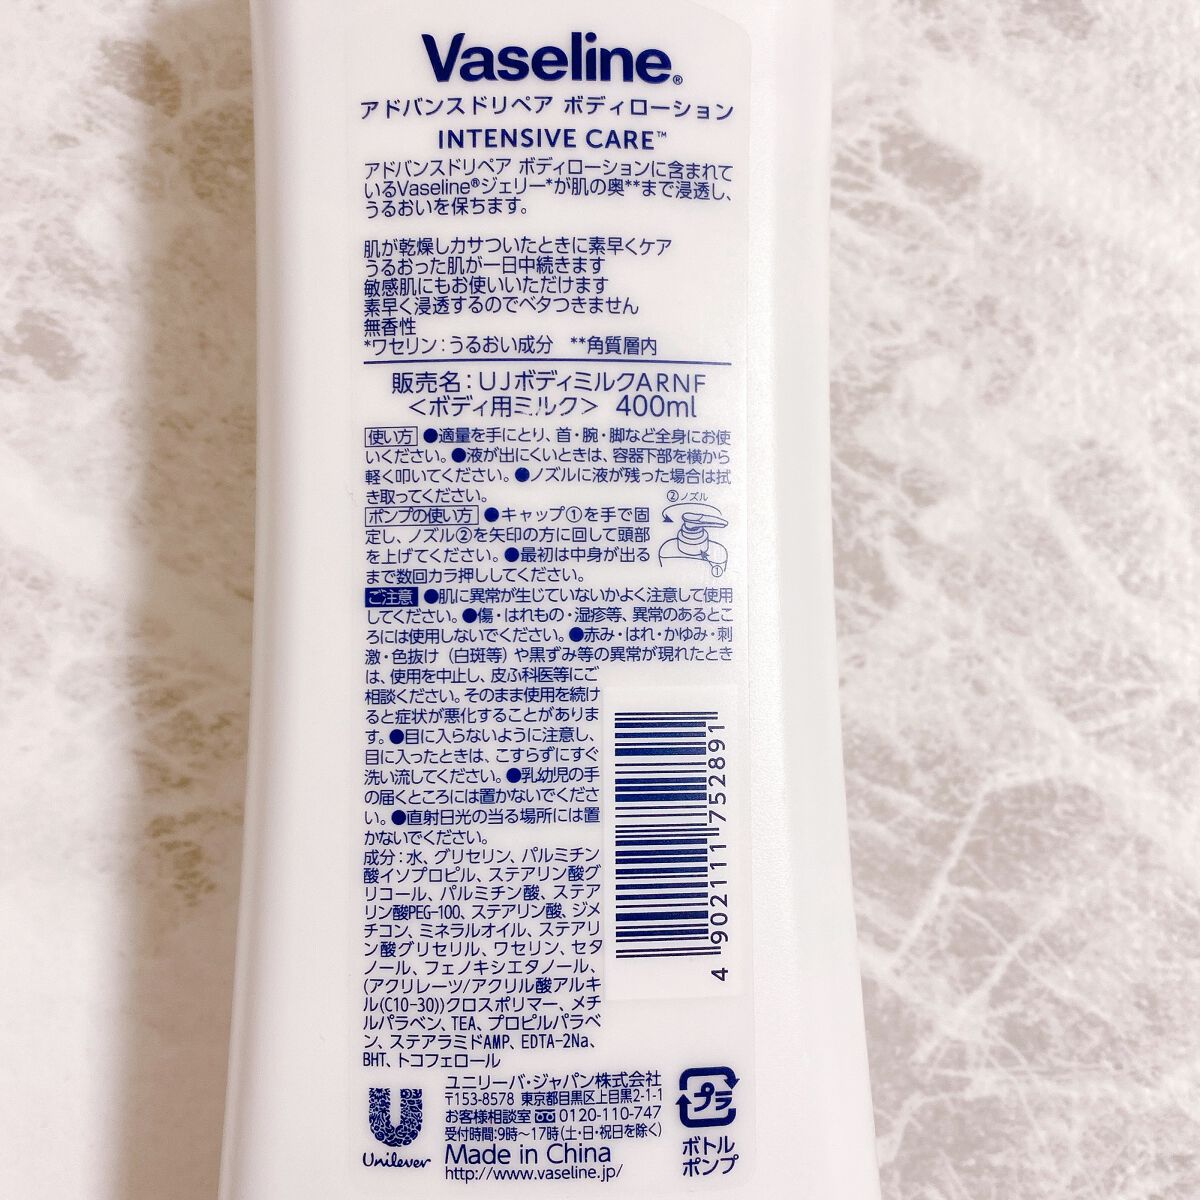 Vaseline®
アドバンスドリペア ボディローション
INTENSIVE CARE™
アドバンスドリペア ボディローションに含まれて
いるVaseline®ジェリー*が肌の奥**まで浸透し、
うるおいを保ちます。
肌が乾燥しカサついたときに素早くケア
うるおった肌が一日中続きます
敏感肌にもお使いいただけます
素早く浸透するのでベタつきません
無香性
*ワセリン：うるおい成分 **角質層内
販売名：UJボディミルクARNF
＜ボディ用ミルク＞ 400ml
使い方 ●適量を手にとり、首・腕・脚など全身にお使
いください。●液が出にくいときは、容器下部を横から
軽く叩いてください。●ノズルに液が残った場合は拭
き取ってください。
②ノズル
ポンプの使い方 ●キャップ①を手で固
定し、ノズル②を矢印の方に回して頭部
を上げてください。●最初は中身が出る
まで数回カラ押ししてください。
①
ご注意 ●肌に異常が生じていないかよく注意して使用
してください。●傷・はれもの・湿疹等、異常のあるとこ
ろには使用しないでください。●赤み・はれ・かゆみ・刺
激・色抜け（白斑等）や黒ずみ等の異常が現れたとき
は、使用を中止し、皮ふ科医等にご
相談ください。そのまま使用を続け
ると症状が悪化することがありま
す。●目に入らないように注意し、
目に入ったときは、こすらずにすぐ
洗い流してください。●乳幼児の手
の届くところには置かないでくださ
い。●直射日光の当る場所には置
かないでください。
成分：水、グリセリン、パルミチン
酸イソプロピル、ステアリン酸グ
リコール、パルミチン酸、ステア
リン酸PEG-100、ステアリン酸、ジメ
チコン、ミネラルオイル、ステアリ
ン酸グリセリル、ワセリン、セタ
ノール、フェノキシエタノール、
(アクリレーツ/アクリル酸アルキ
ル(C10-30))クロスポリマー、メチ
ルパラベン、TEA、プロピルパラベ
ン、ステアラミドAMP、EDTA-2Na、
BHT、トコフェロール
4 902111 752891
Unilever
ユニリーバ・ジャパン株式会社
〒153-8578 東京都目黒区上目黒2-1-1
お客様相談室 0120-110-747
受付時間：9時〜17時(土・日・祝日を除く)
Made in China
http://www.vaseline.jp/
プラ
ボトル
ポンプ